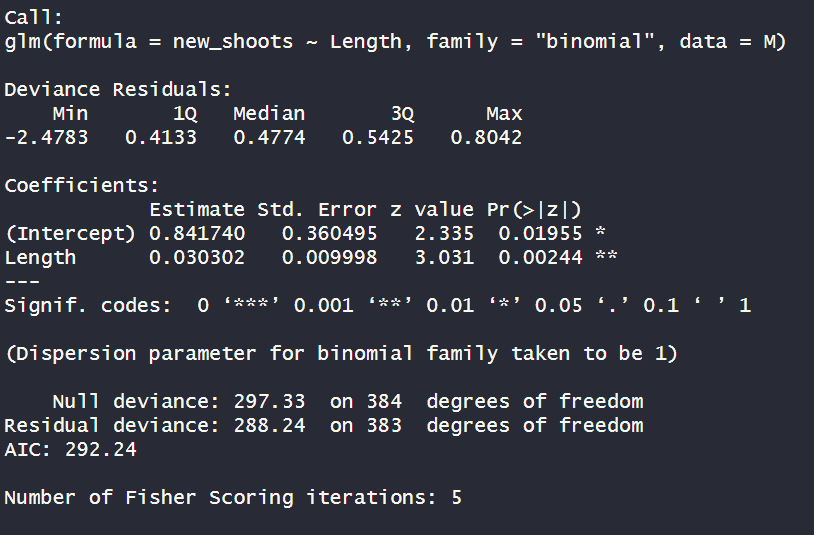 Call:
glm(formula = new_shoots ~ Length, family = "binomial", data = M)
Deviance Residuals:
    Min       1Q   Median       3Q      Max
-2.4783   0.4133   0.4774   0.5425   0.8042
Coefficients:
            Estimate Std. Error z value Pr(>|z|)
(Intercept) 0.841740   0.360495   2.335  0.01955 *
Length      0.030302   0.009998   3.031  0.00244 **
---
Signif. codes:  0 ‘***’ 0.001 ‘**’ 0.01 ‘*’ 0.05 ‘.’ 0.1 ‘ ’ 1
(Dispersion parameter for binomial family taken to be 1)
    Null deviance: 297.33  on 384  degrees of freedom
Residual deviance: 288.24  on 383  degrees of freedom
AIC: 292.24
Number of Fisher Scoring iterations: 5